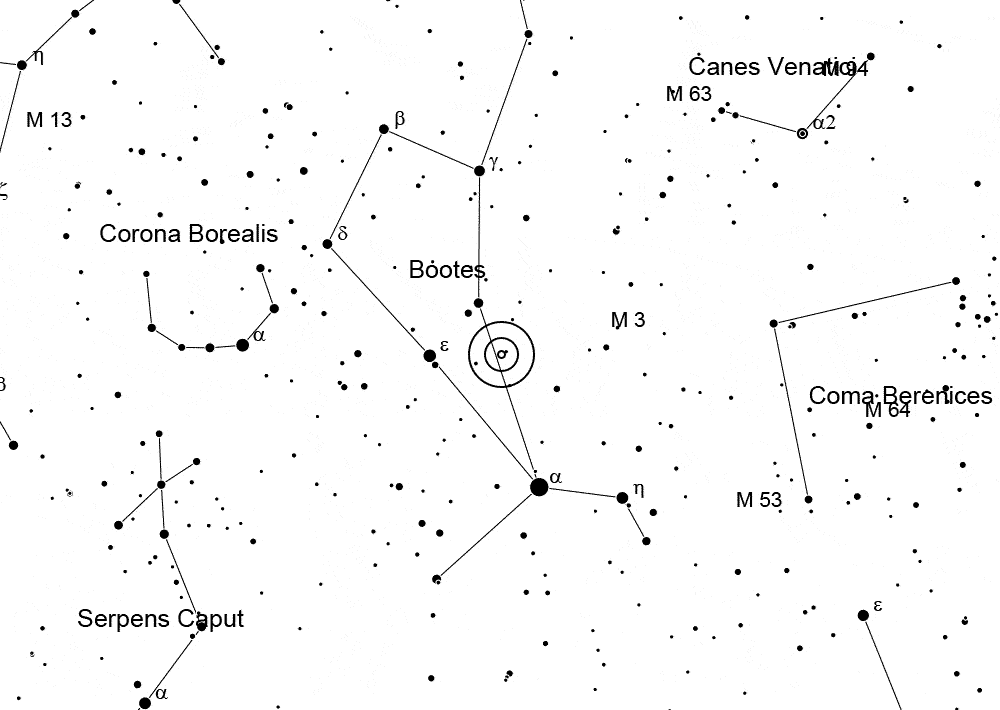 η
Canes Venatici
M 94
M 63
M 13
β
α2
γ
ζ
Corona Borealis
δ
Bootes
M 3
α
ε
β
Coma Berenices
M 64
α
η
M 53
ε
Serpens Caput
α